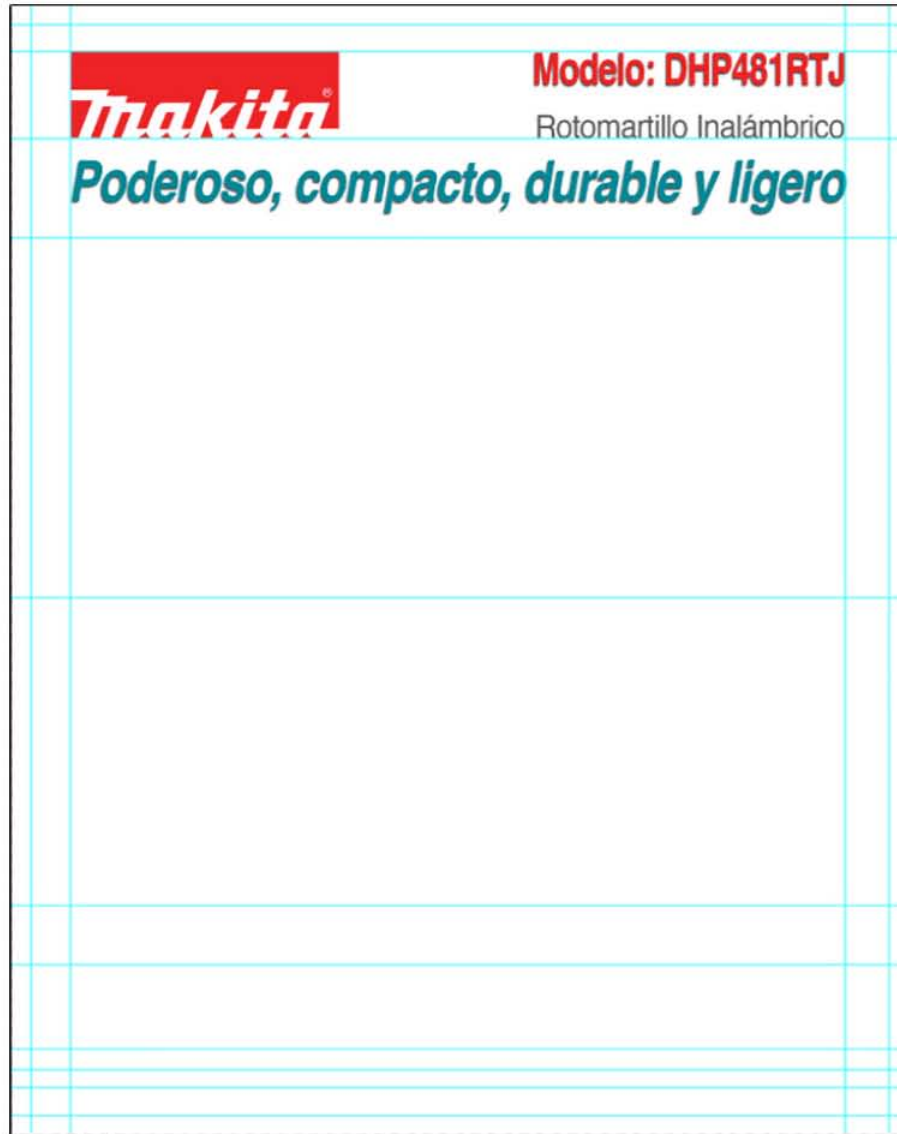 makita®
Modelo: DHP481RTJ
Rotomartillo Inalámbrico
Poderoso, compacto, durable y ligero